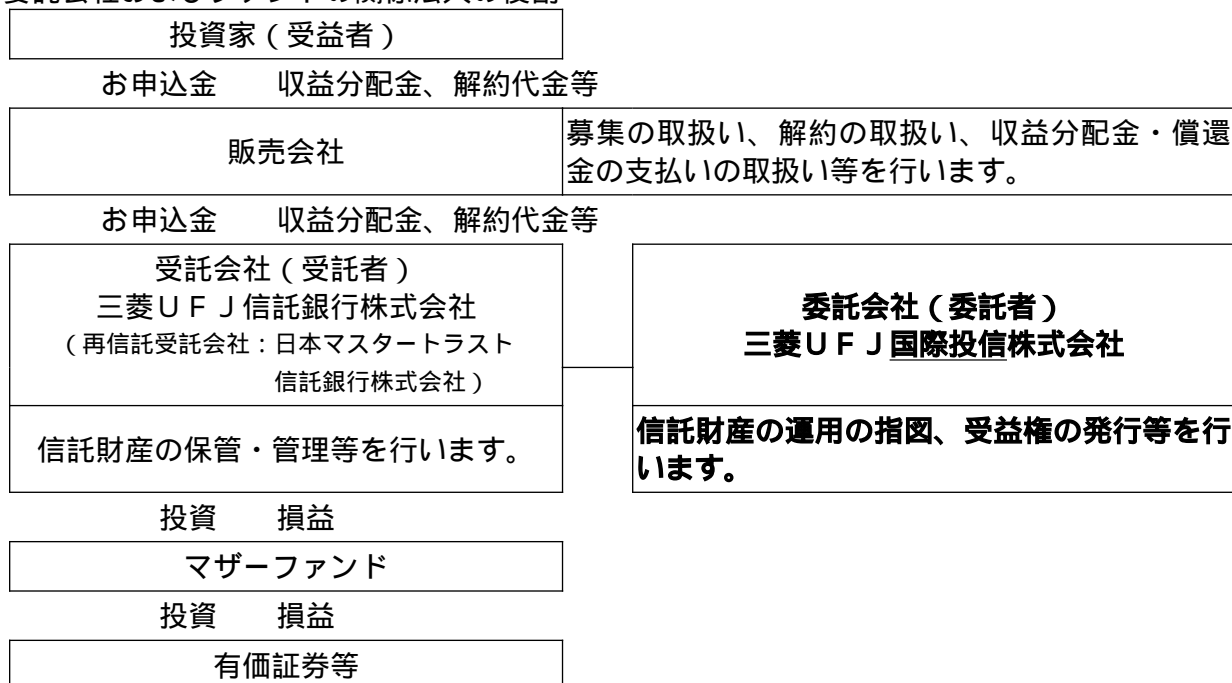 投資家（受益者）
お申込金　　収益分配金、解約代金等
販売会社
募集の取扱い、解約の取扱い、収益分配金・償還
金の支払いの取扱い等を行います。
お申込金　　収益分配金、解約代金等
受託会社（受託者）
三菱ＵＦＪ信託銀行株式会社
（再信託受託会社：日本マスタートラスト
信託銀行株式会社）
委託会社（委託者）
三菱ＵＦＪ国際投信株式会社
信託財産の保管・管理等を行います。
信託財産の運用の指図、受益権の発行等を行
います。
投資　　損益
マザーファンド
投資　　損益
有価証券等